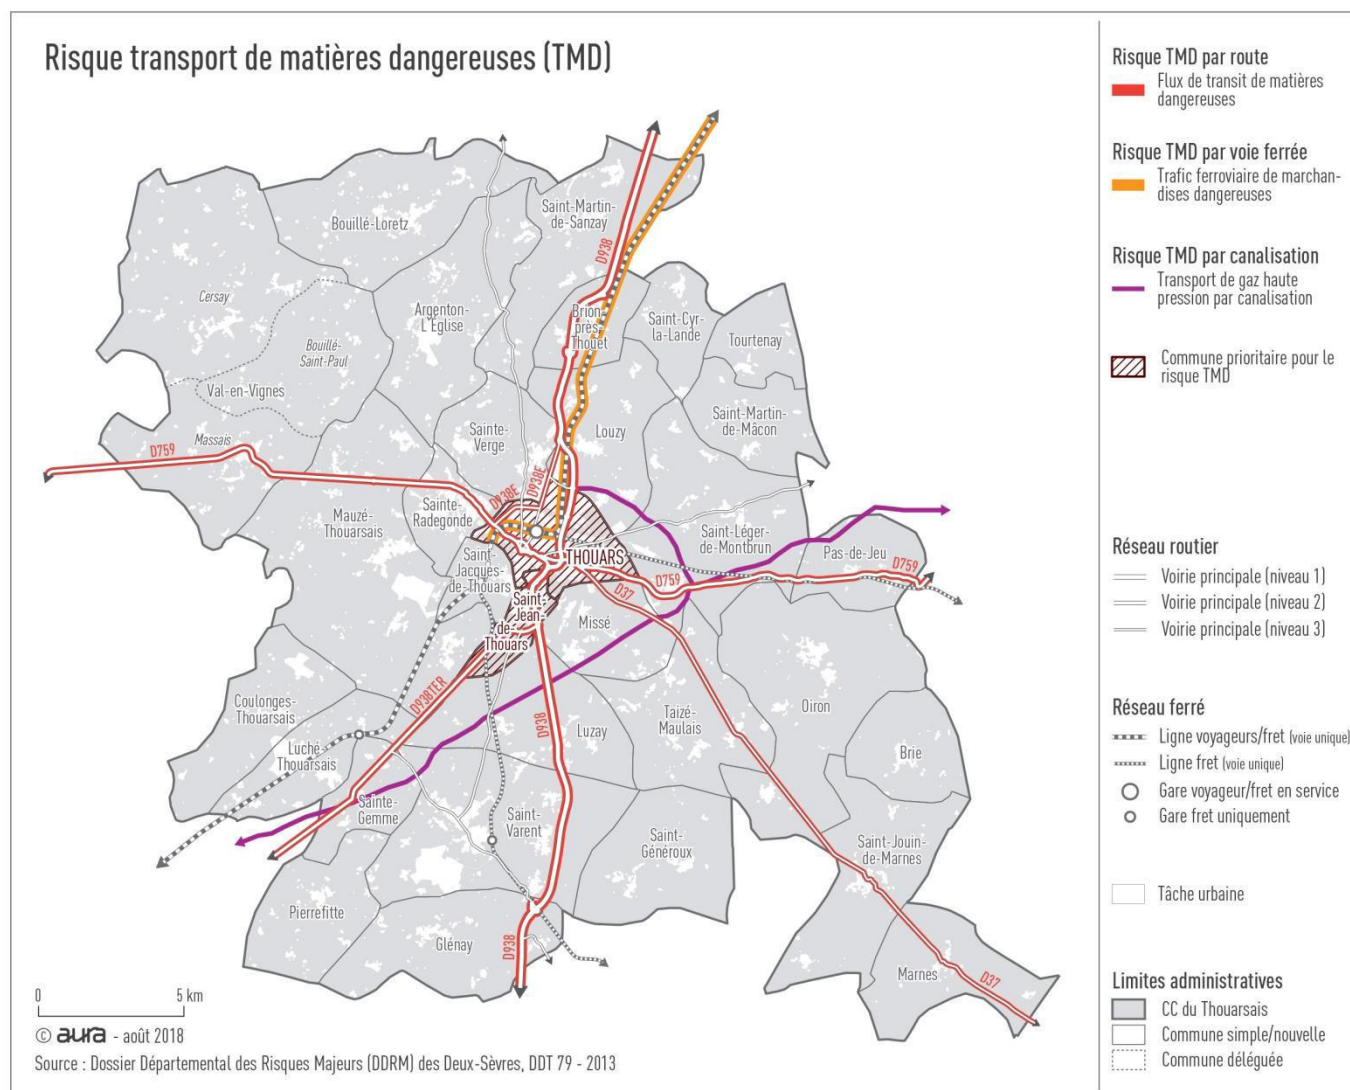 Risque transport de matières dangereuses (TMD)
Bouillé-Loretz
Saint-Martin-
de-Sanzay
D938
Cersay
Argenton-
L'Église
Brion-
près-
Thouet
Saint-Cyr-
la-Lande
Tourtenay
Bouillé-
Saint-Paul
Val-en-Vignes
Massais
D759
Sainte-
Verge
Louzy
Saint-Martin-
de-Mâcon
D938E
D938E
Mauzé-
Thouarsais
Sainte-
Radegonde
Saint-Léger-
de-Montbrun
Pas-de-Jeu
Saint-
Jacques-
de-Thouars
THOUARS
D759
D759
D37
Saint-
Jean-
de-
Thouars
Missé
D938TER
D938
Coulonges-
Thouarsais
Luché-
Thouarsais
Luzay
Taizé-
Maulais
Oiron
Brie
Sainte-
Gemme
Saint-
Varent
Saint-
Généroux
Saint-Jouin-
de-Marnes
Pierrefitte
Glénay
D938
Marnes
D37
0 5 km
© aura - août 2018
Source : Dossier Départemental des Risques Majeurs (DDRM) des Deux-Sèvres, DDT 79 - 2013
Risque TMD par route
Flux de transit de matières
dangereuses
Risque TMD par voie ferrée
Trafic ferroviaire de marchan-
dises dangereuses
Risque TMD par canalisation
Transport de gaz haute
pression par canalisation
Commune prioritaire pour le
risque TMD
Réseau routier
Voirie principale (niveau 1)
Voirie principale (niveau 2)
Voirie principale (niveau 3)
Réseau ferré
Ligne voyageurs/fret (voie unique)
Ligne fret (voie unique)
Gare voyageur/fret en service
Gare fret uniquement
Tâche urbaine
Limites administratives
CC du Thouarsais
Commune simple/nouvelle
Commune déléguée